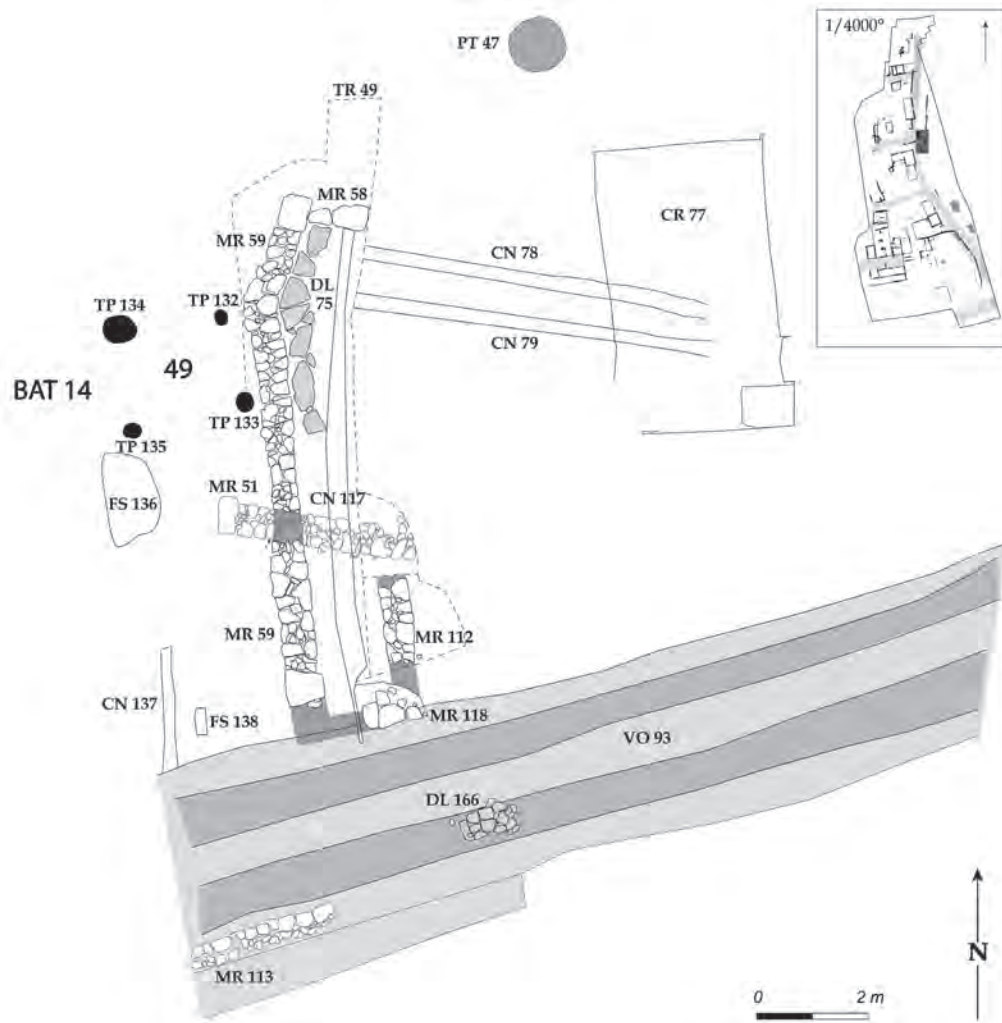 PT 47
1/4000°
TR 49
MR 58
CR 77
MR 59
CN 78
DL
75
TP 134
TP 132
CN 79
49
BAT 14
TP 133
TP 135
MR 51
CN 117
FS 136
MR 59
MR 112
CN 137
FS 138
MR 118
VO 93
DL 166
N
MR 113
0 2 m